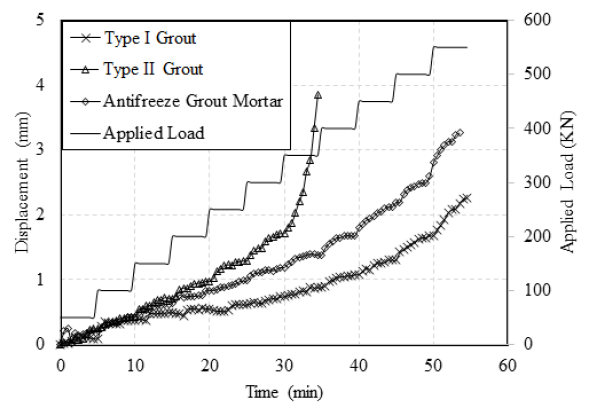 5
4
3
2
1
0
Displacement (mm)
Type I Grout
Type II Grout
Antifreeze Grout Mortar
Applied Load
600
500
400
300
200
100
0
Applied Load (KN)
0 10 20 30 40 50 60
Time (min)